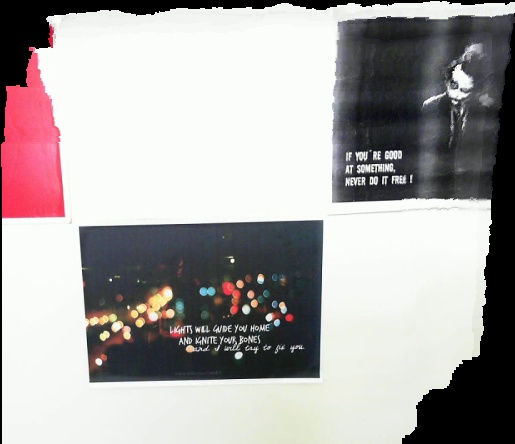 IF YOU'RE GOOD
AT SOMETHING,
NEVER DO IT FREE !
LIGHTS WILL GUIDE YOU HOME
AND IGNITE YOUR BONES
and I will try to fix you